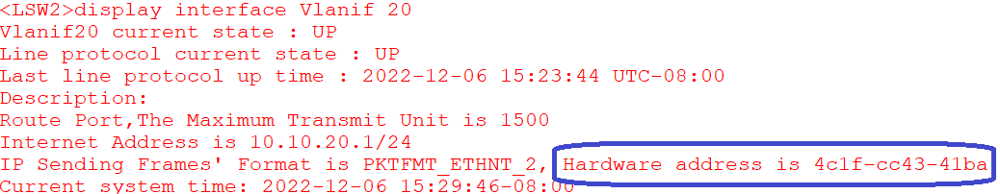 <LSW2>display interface Vlanif 20
Vlanif20 current state : UP
Line protocol current state : UP
Last line protocol up time : 2022-12-06 15:23:44 UTC-08:00
Description:
Route Port,The Maximum Transmit Unit is 1500
Internet Address is 10.10.20.1/24
IP Sending Frames' Format is PKTFMT_ETHNT_2, Hardware address is 4c1f-cc43-41ba
Current system time: 2022-12-06 15:29:46-08:00